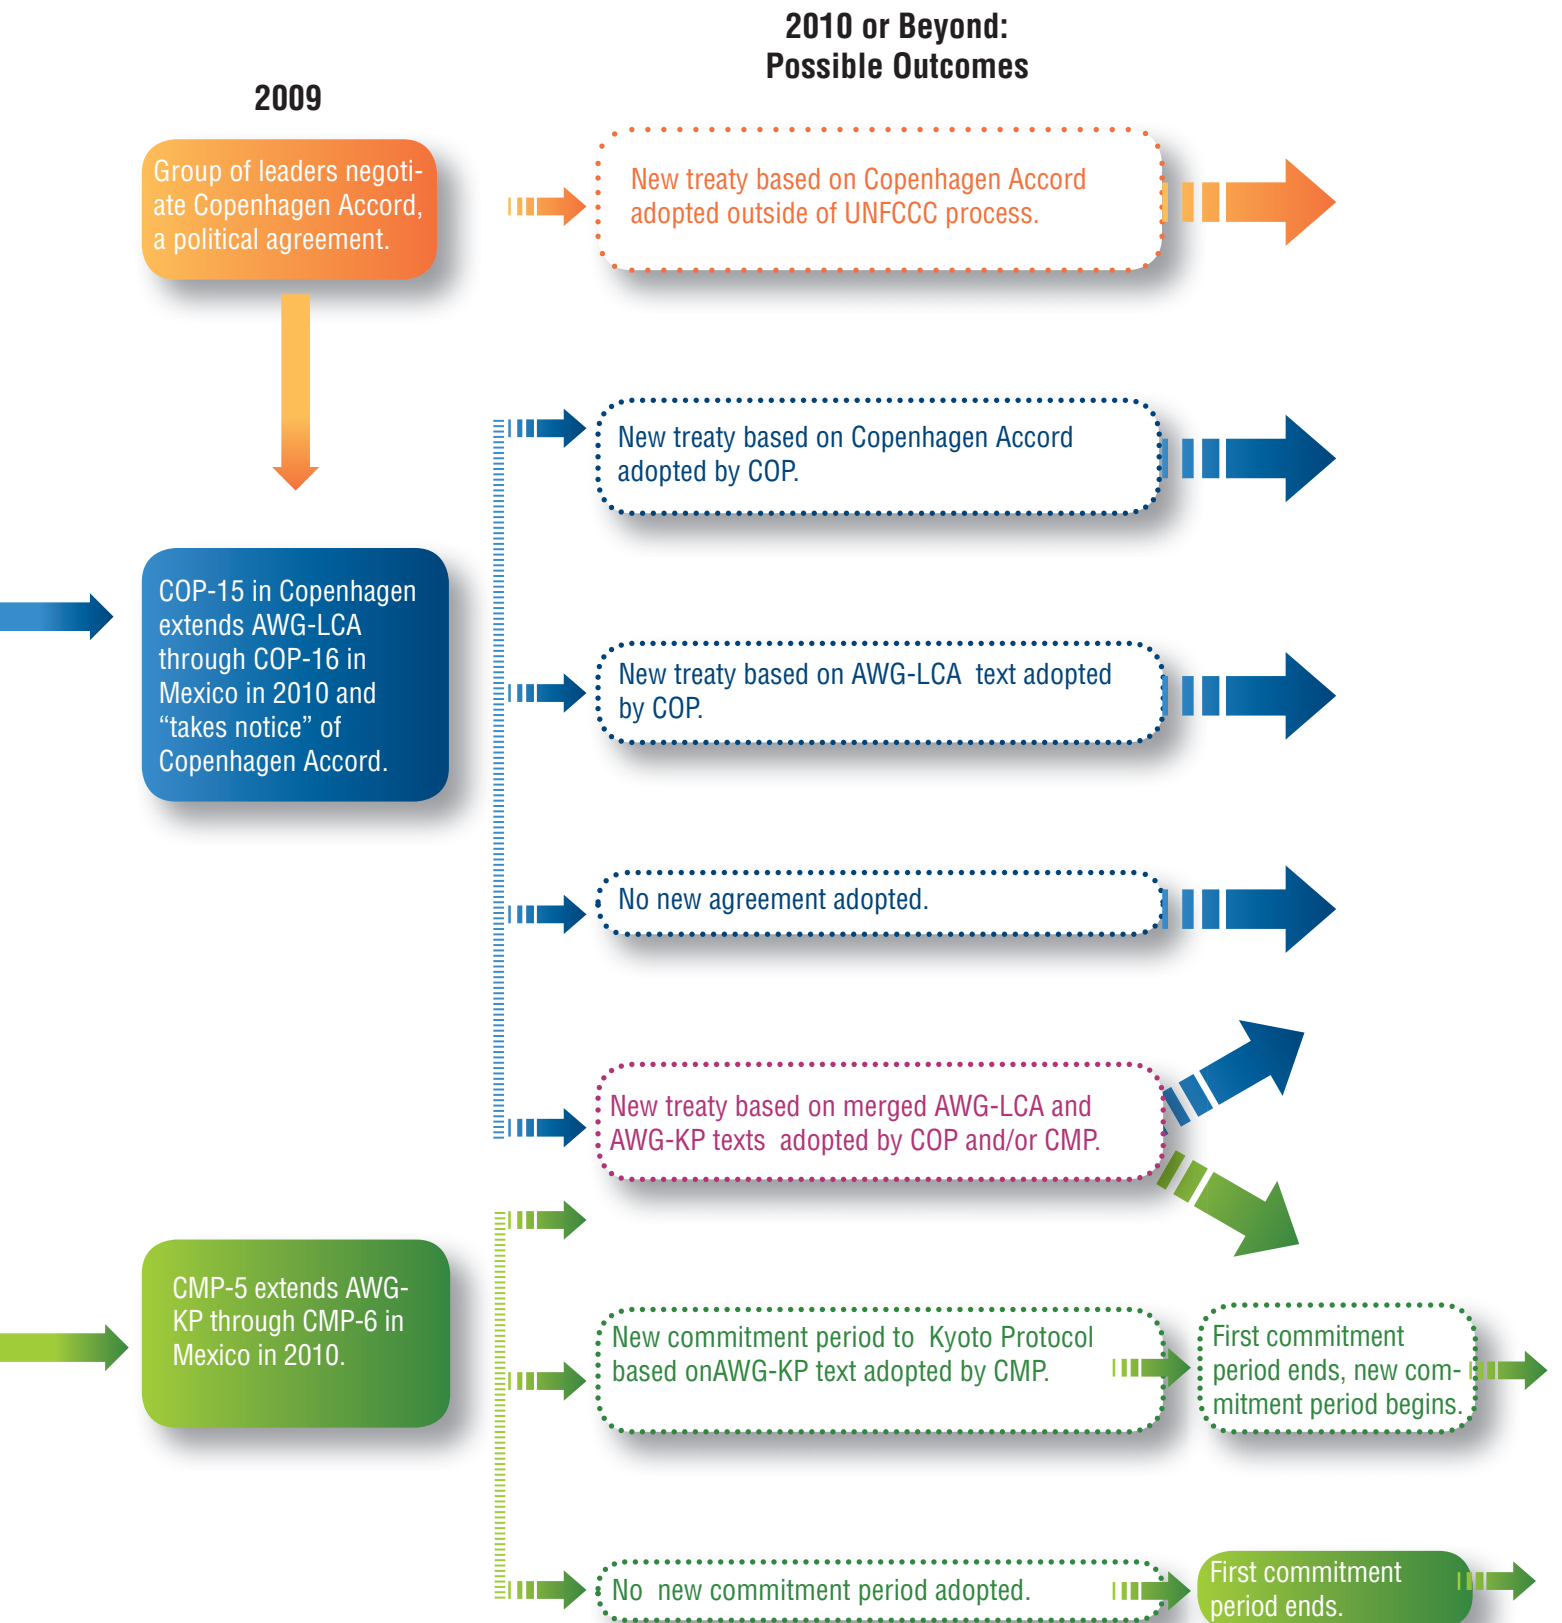 2010 or Beyond:
Possible Outcomes
2009
Group of leaders negoti-
ate Copenhagen Accord,
a political agreement.
New treaty based on Copenhagen Accord
adopted outside of UNFCCC process.
New treaty based on Copenhagen Accord
adopted by COP.
COP-15 in Copenhagen
extends AWG-LCA
through COP-16 in
Mexico in 2010 and
“takes notice” of
Copenhagen Accord.
New treaty based on AWG-LCA text adopted
by COP.
No new agreement adopted.
New treaty based on merged AWG-LCA and
AWG-KP texts adopted by COP and/or CMP.
CMP-5 extends AWG-
KP through CMP-6 in
Mexico in 2010.
New commitment period to Kyoto Protocol
based onAWG-KP text adopted by CMP.
First commitment
period ends, new com-
mitment period begins.
No new commitment period adopted.
First commitment
period ends.